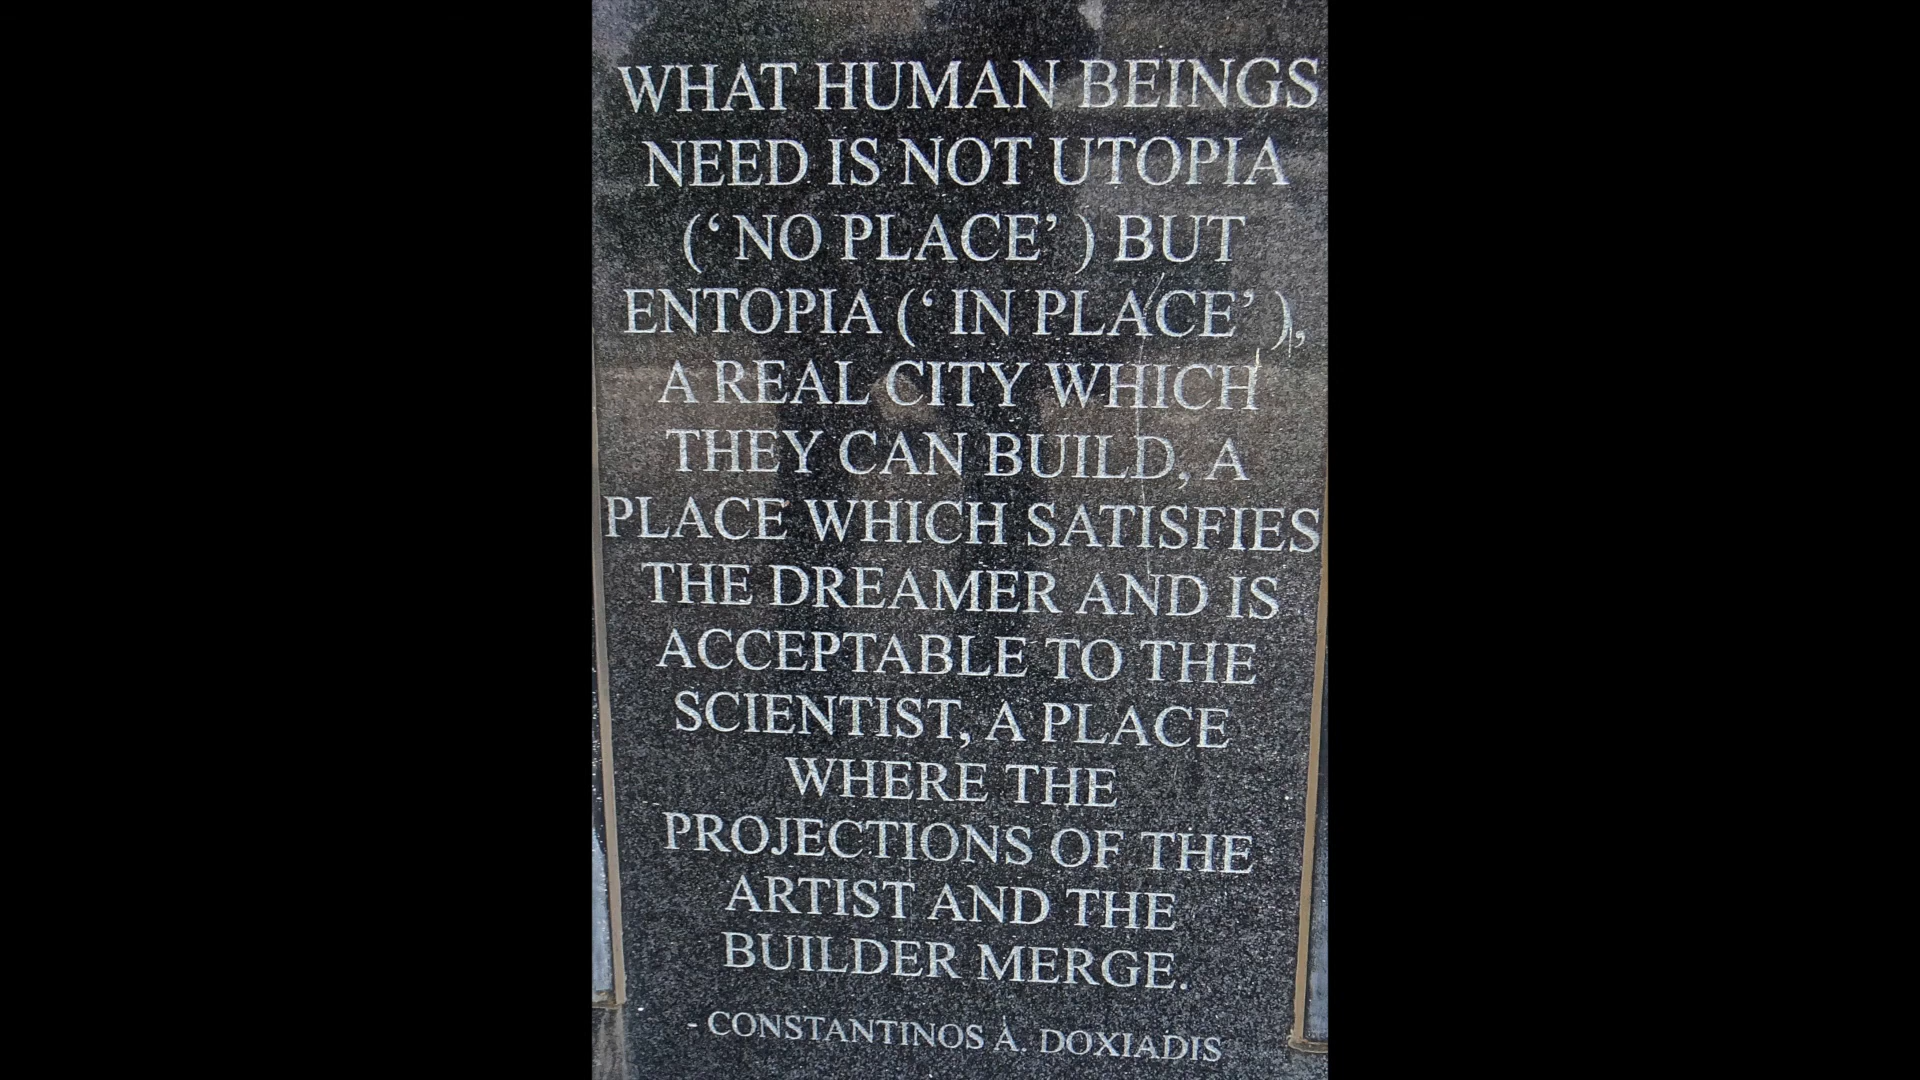 WHAT HUMAN BEINGS
NEED IS NOT UTOPIA
(‘ NO PLACE’ ) BUT
ENTOPIA (‘ IN PLACE’ ),
A REAL CITY WHICH
THEY CAN BUILD, A
PLACE WHICH SATISFIES
THE DREAMER AND IS
ACCEPTABLE TO THE
SCIENTIST, A PLACE
WHERE THE
PROJECTIONS OF THE
ARTIST AND THE
BUILDER MERGE.
- CONSTANTINOS A. DOXIADIS